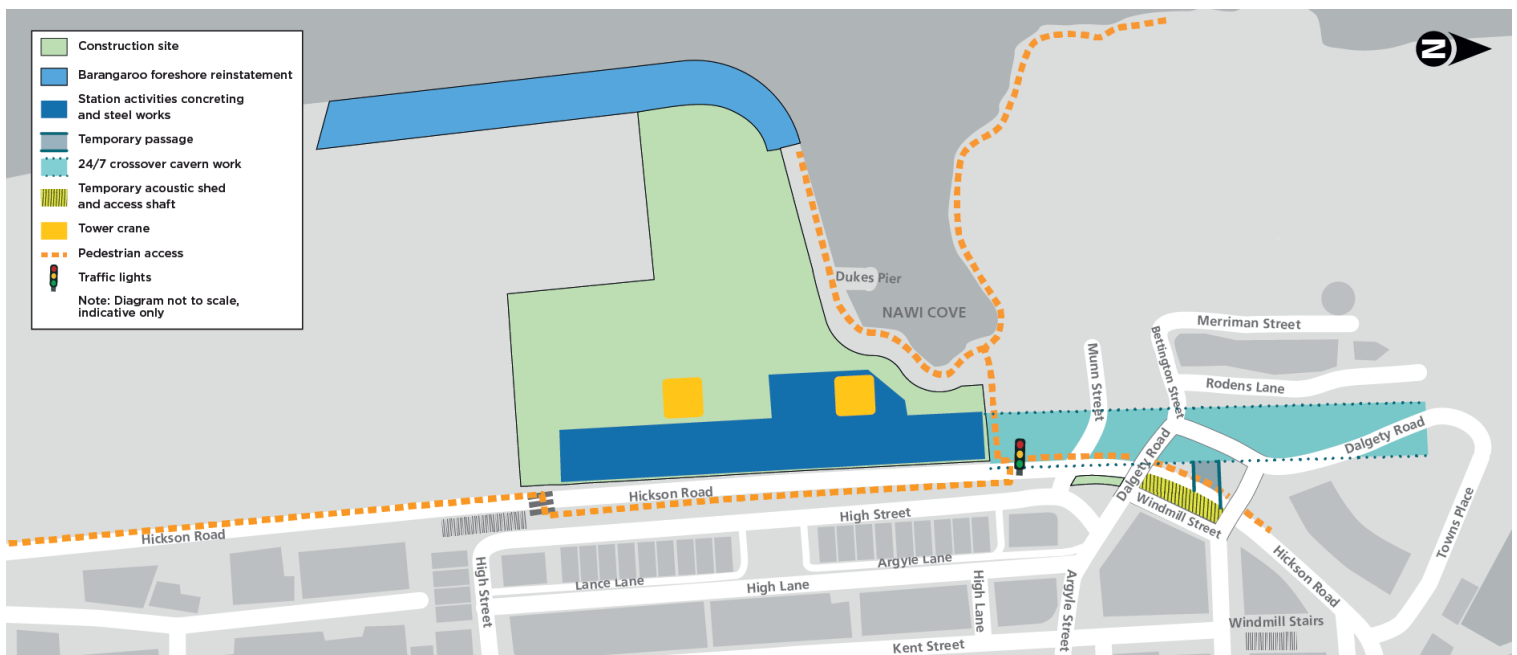 Construction site
Barangaroo foreshore reinstatement
Station activities concreting
and steel works
Temporary passage
24/7 crossover cavern work
Temporary acoustic shed
and access shaft
Tower crane
Pedestrian access
Traffic lights
Note: Diagram not to scale,
indicative only
N
Dukes Pier
NAWI COVE
Merriman Street
Bettington Street
Munn Street
Rodens Lane
Dalgety Road
Dalgety Road
Windmill Street
Towns Place
Hickson Road
Hickson Road
Hickson Road
High Street
High Street
Lance Lane
Argyle Lane
High Lane
High Lane
Argyle Street
Kent Street
Windmill Stairs